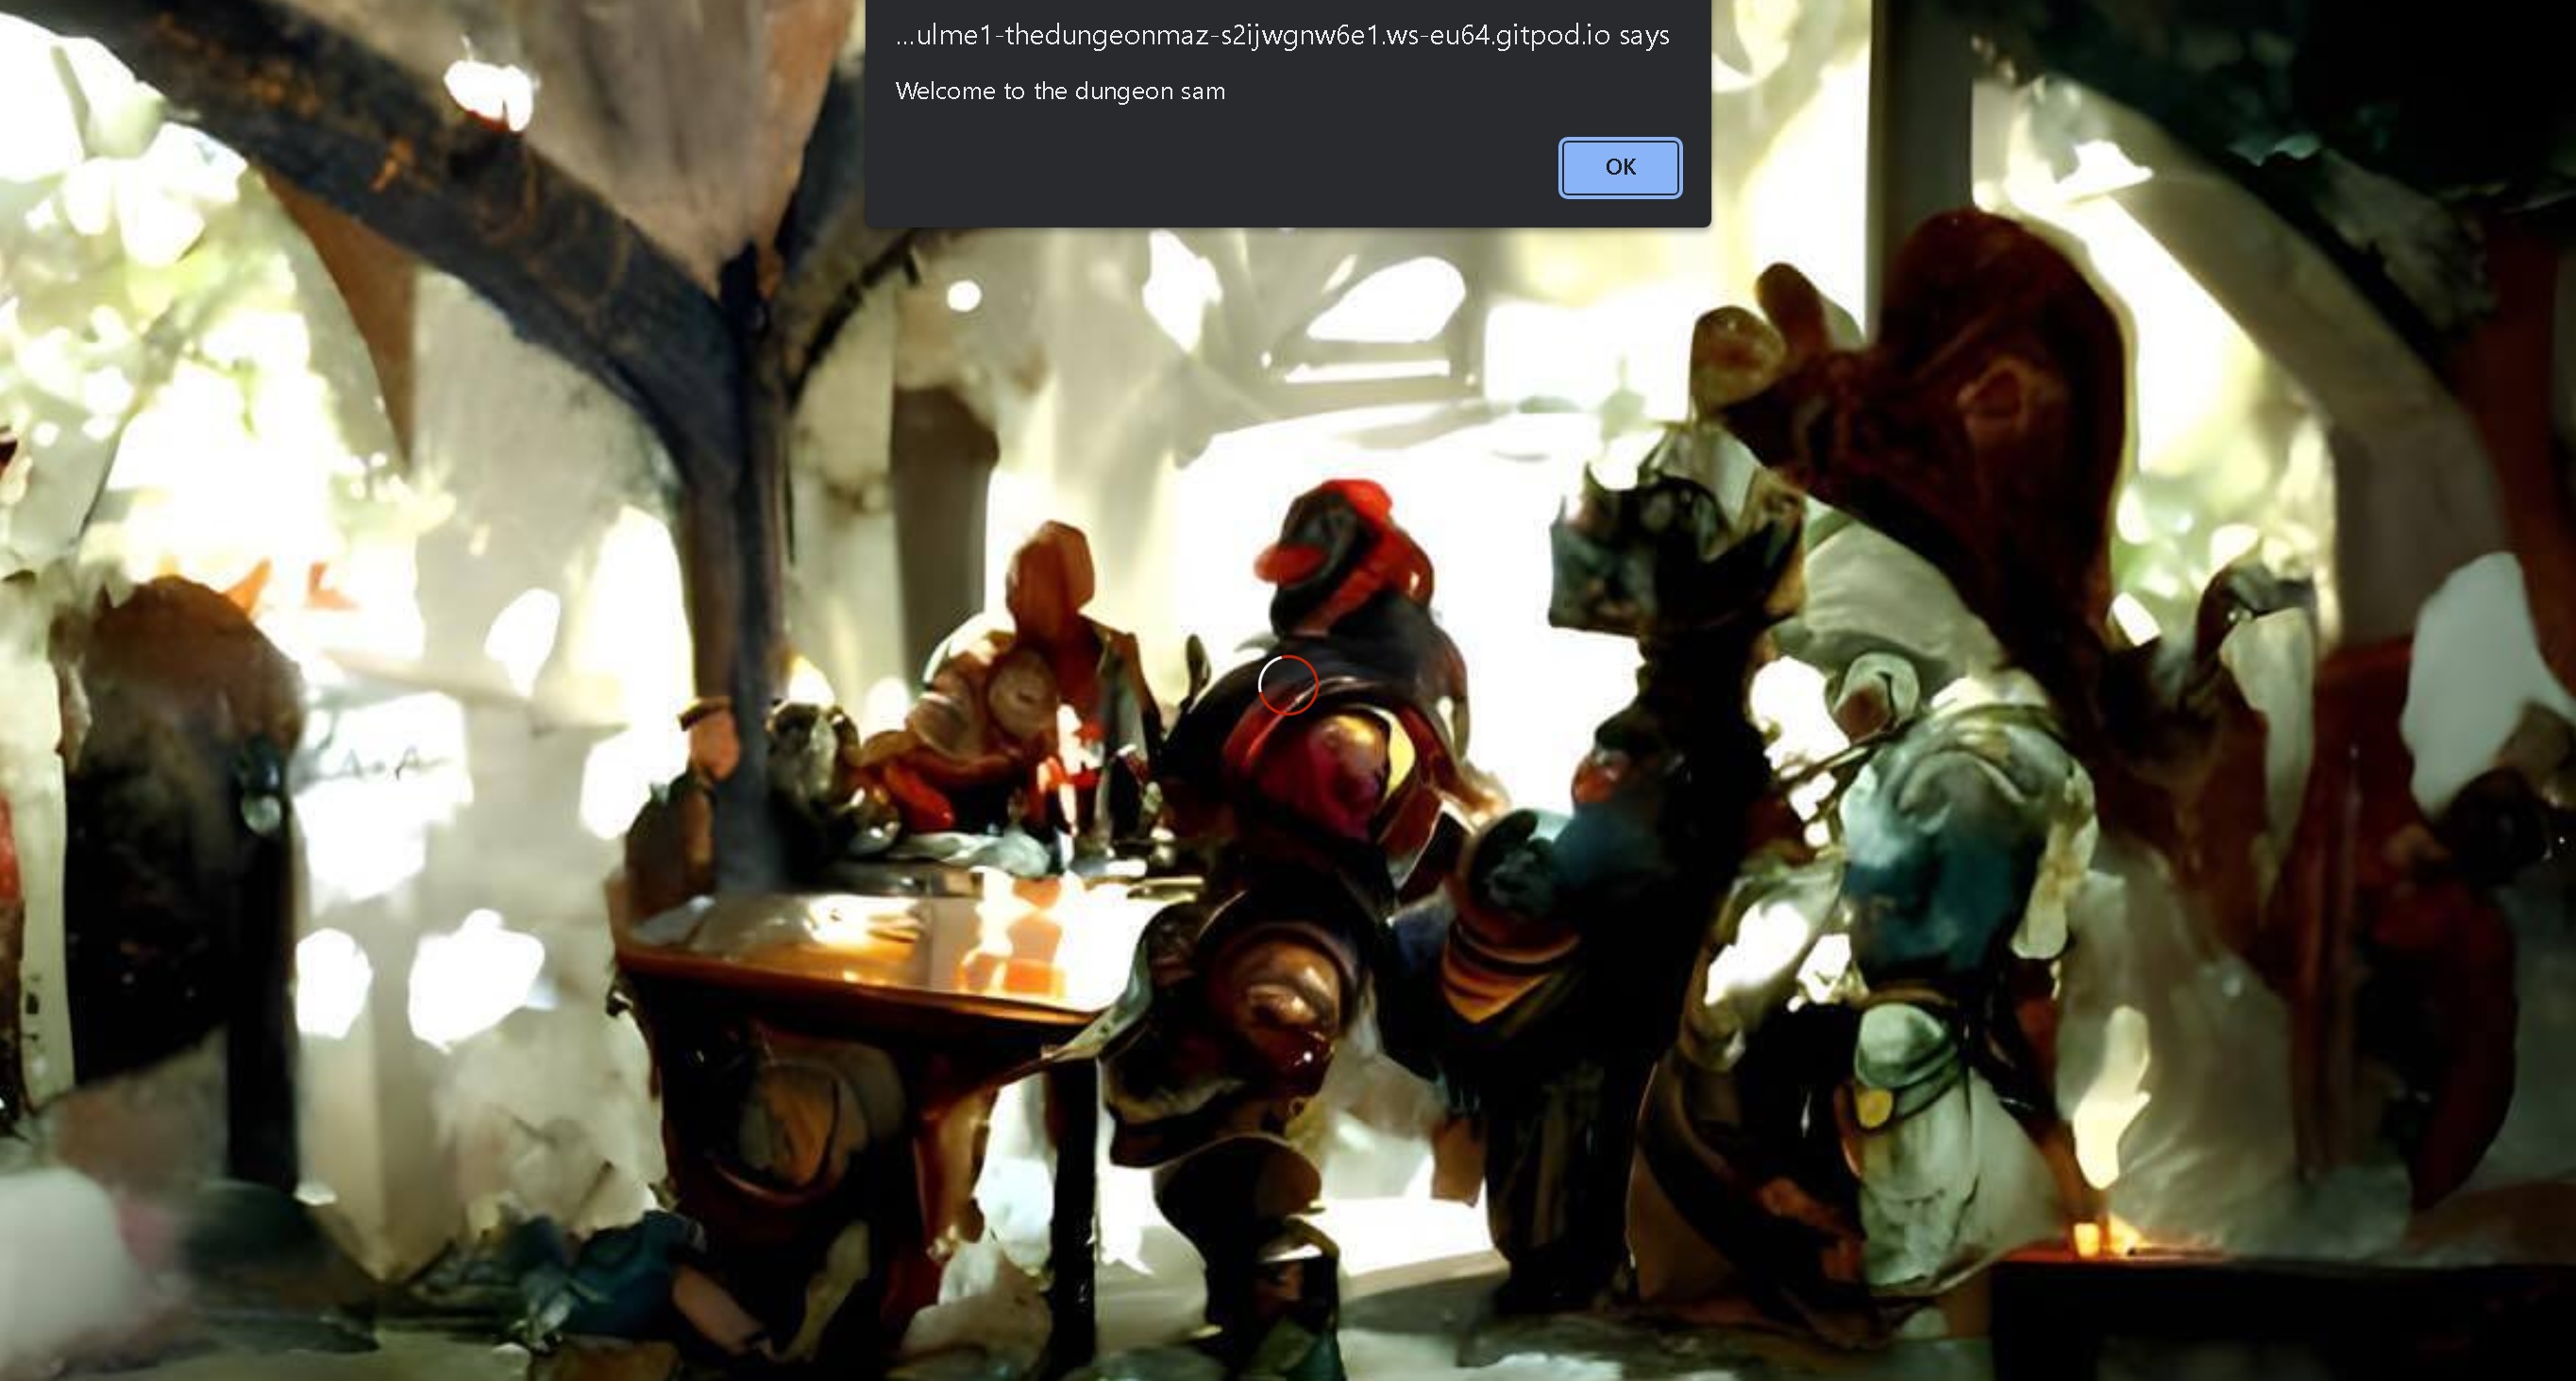 ...ulme1-thedungeonmaz-s2ijwgnw6e1.ws-eu64.gitpod.io says
Welcome to the dungeon sam
OK